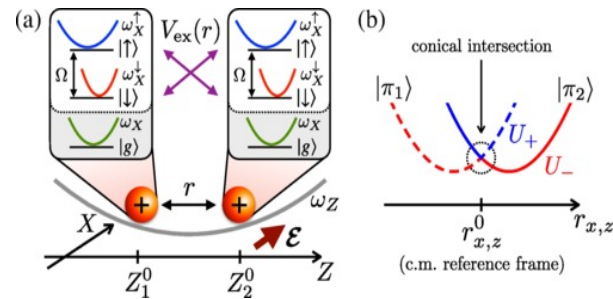 (a)
ω_X^↑
|↑⟩
Ω
ω_X^↓
|↓⟩
ω_X
|g⟩
V_ex(r)
ω_X^↑
|↑⟩
Ω
ω_X^↓
|↓⟩
ω_X
|g⟩
+
r
+
ω_Z
X
ℰ
Z_1^0
Z_2^0
Z
(b)
conical intersection
|π_1⟩
|π_2⟩
U_+
U_−
r_{x,z}^0
r_{x,z}
(c.m. reference frame)